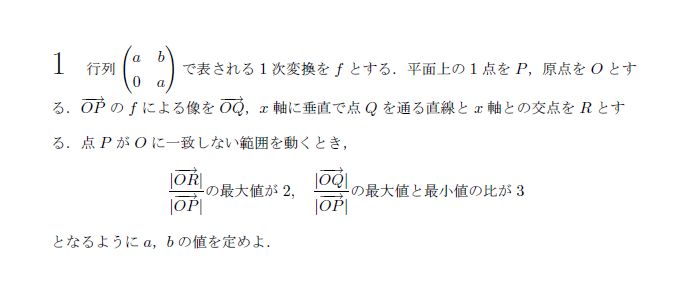 1 行列 $\begin{pmatrix} a & b \\ 0 & a \end{pmatrix}$ で表される 1 次変換を $f$ とする．平面上の 1 点を $P$，原点を $O$ とす
る．$\overrightarrow{OP}$ の $f$ による像を $\overrightarrow{OQ}$，$x$ 軸に垂直で点 $Q$ を通る直線と $x$ 軸との交点を $R$ とす
る．点 $P$ が $O$ に一致しない範囲を動くとき，
$\dfrac{|\overrightarrow{OR}|}{|\overrightarrow{OP}|}$の最大値が 2， $\dfrac{|\overrightarrow{OQ}|}{|\overrightarrow{OP}|}$の最大値と最小値の比が 3
となるように $a$，$b$ の値を定めよ．